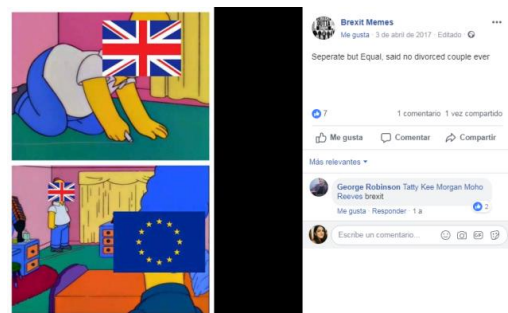 Brexit Memes
Me gusta · 3 de abril de 2017 · Editado ·
Seperate but Equal, said no divorced couple ever
7
1 comentario 1 vez compartido
Me gusta Comentar Compartir
Más relevantes
George Robinson Tatty Kee Morgan Moho
Reeves brexit
Me gusta · Responder · 1 a
2
Escribe un comentario...
GIF